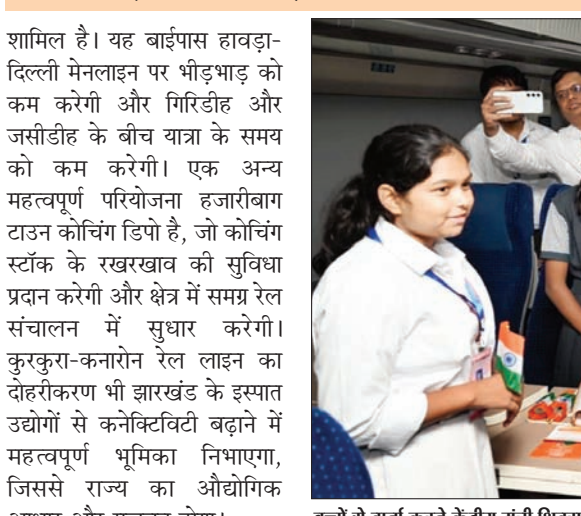 शामिल है। यह बाईपास हावड़ा-
दिल्ली मेनलाइन पर भीड़भाड़ को
कम करेगी और गिरिडीह और
जसीडीह के बीच यात्रा के समय
को कम करेगी। एक अन्य
महत्वपूर्ण परियोजना हजारीबाग
टाउन कोचिंग डिपो है, जो कोचिंग
स्टॉक के रखरखाव की सुविधा
प्रदान करेगी और क्षेत्र में समग्र रेल
संचालन में सुधार करेगी।
कुरकुरा-कनारोन रेल लाइन का
दोहरीकरण भी झारखंड के इस्पात
उद्योगों से कनेक्टिविटी बढ़ाने में
महत्वपूर्ण भूमिका निभाएगा,
जिससे राज्य का औद्योगिक